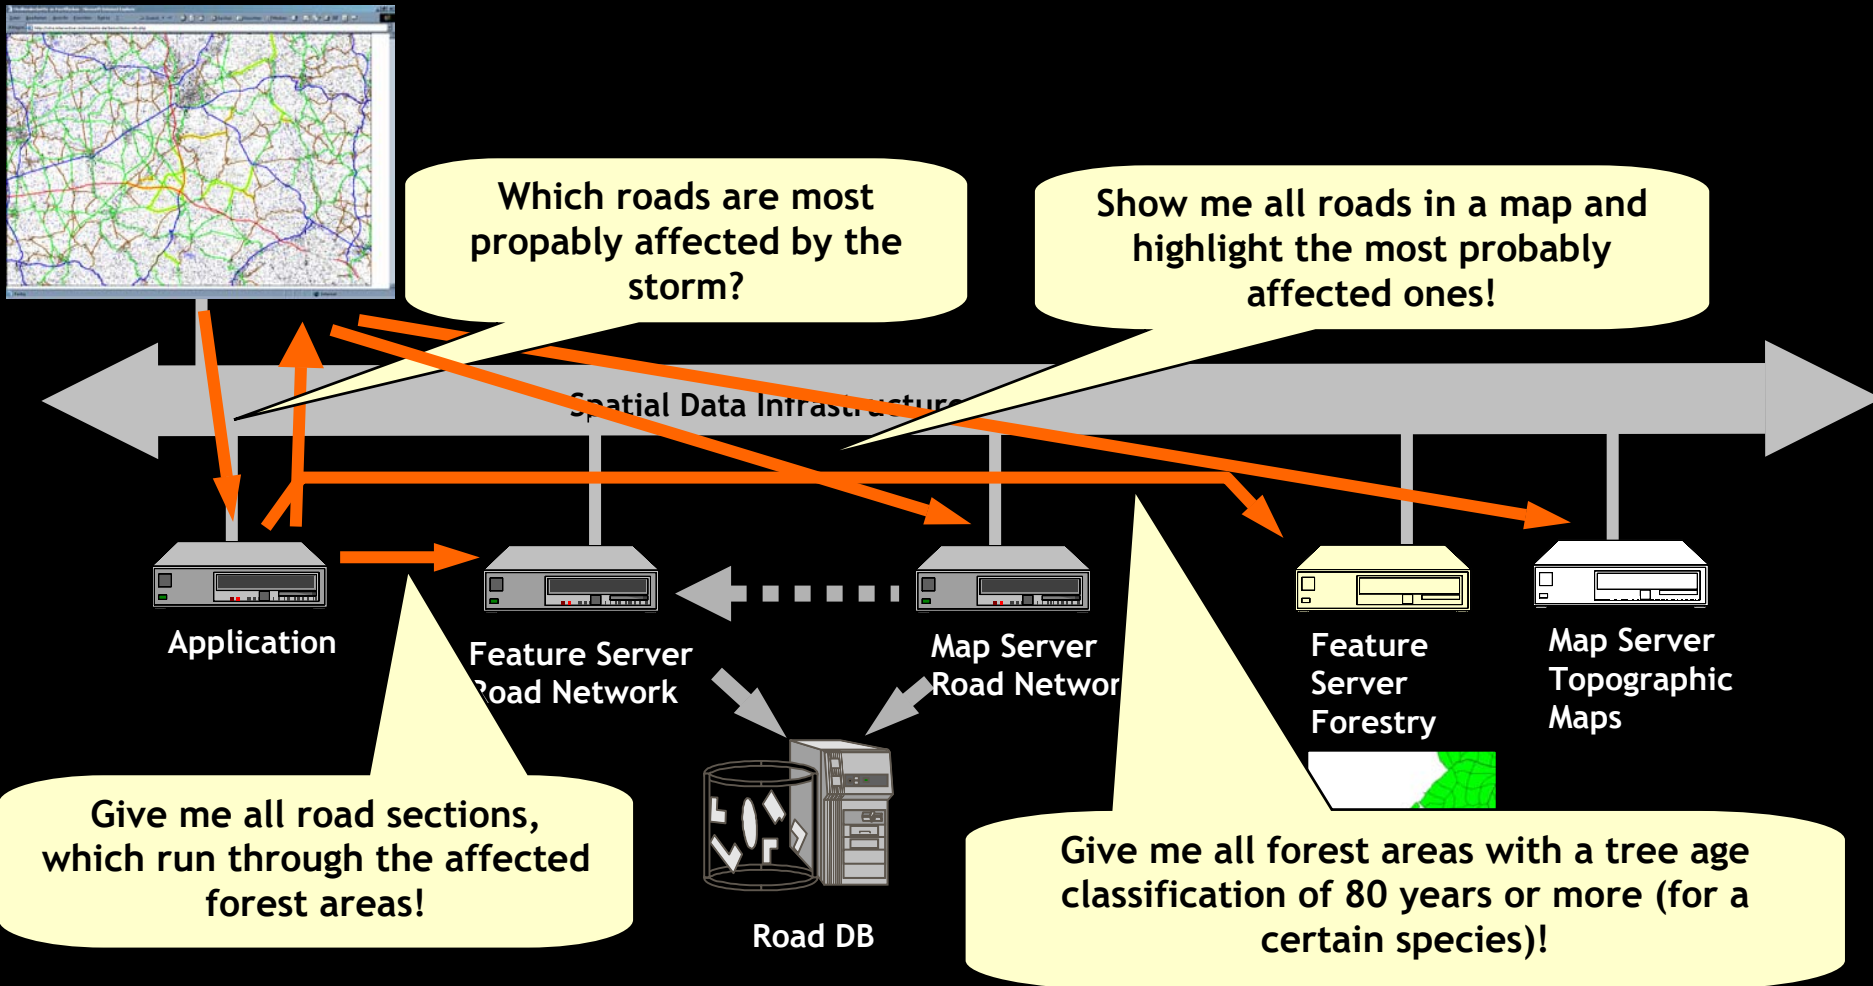 Which roads are most
propably affected by the
storm?
Show me all roads in a map and
highlight the most probably
affected ones!
Spatial Data Infrastructure
Application
Feature Server
Road Network
Map Server
Road Networ
Feature
Server
Forestry
Map Server
Topographic
Maps
Give me all road sections,
which run through the affected
forest areas!
Road DB
Give me all forest areas with a tree age
classification of 80 years or more (for a
certain species)!